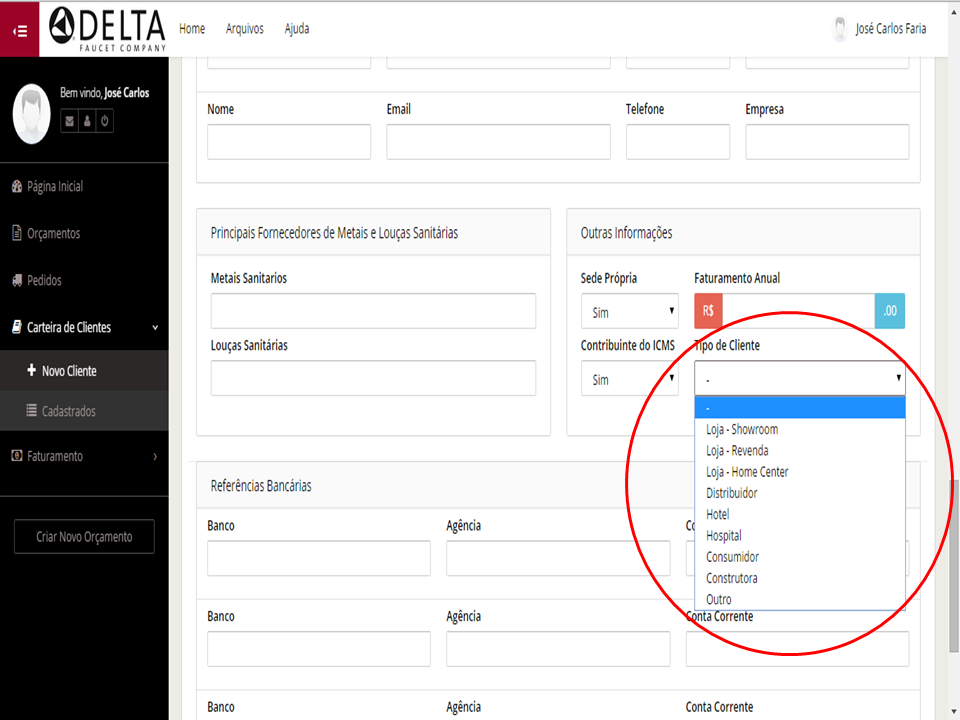 DELTA
FAUCET COMPANY
Home Arquivos Ajuda
José Carlos Faria
Bem vindo, José Carlos
Página Inicial
Orçamentos
Pedidos
Carteira de Clientes
Novo Cliente
Cadastrados
Faturamento
Criar Novo Orçamento
Nome Email Telefone Empresa
Principais Fornecedores de Metais e Louças Sanitárias
Metais Sanitarios
Louças Sanitárias
Outras Informações
Sede Própria Faturamento Anual
Sim R$ .00
Contribuinte do ICMS Tipo de Cliente
Sim -
-
Loja - Showroom
Loja - Revenda
Loja - Home Center
Distribuidor
Hotel
Hospital
Consumidor
Construtora
Outro
Referências Bancárias
Banco Agência
Banco Agência Conta Corrente
Banco Agência Conta Corrente